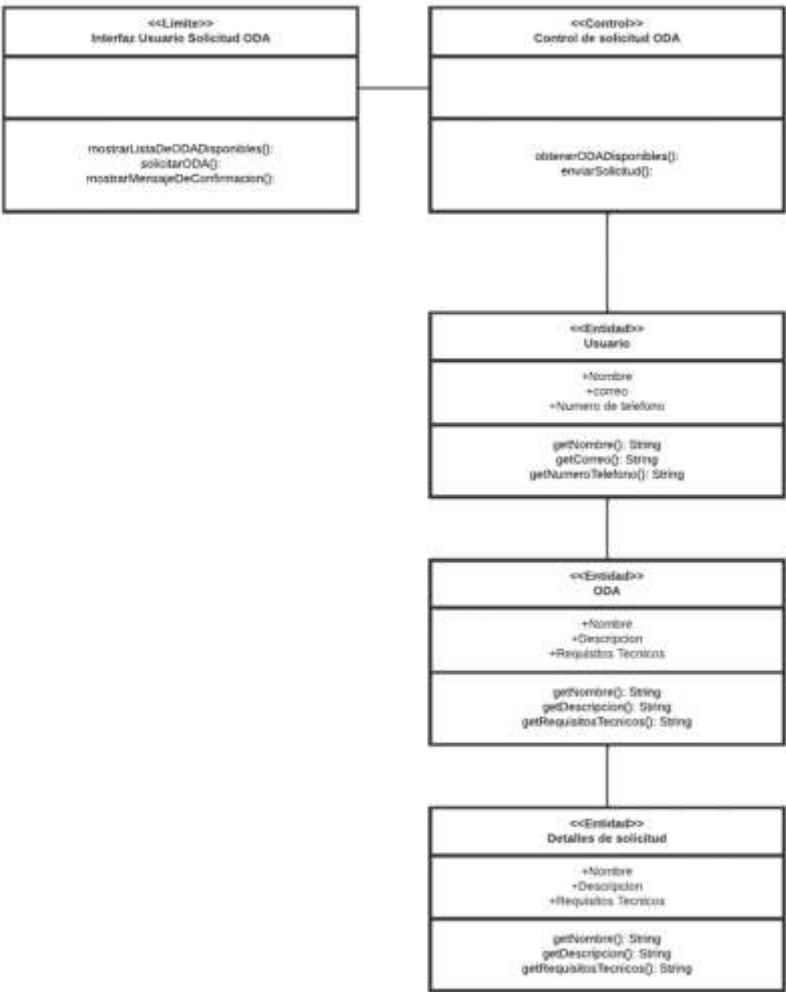 <<Limite>>
Interfaz Usuario Solicitud ODA
mostrarListaDeODADisponibles():
solicitarODA():
mostrarMensajeDeConfirmacion():
<<Control>>
Control de solicitud ODA
obtenerODADisponibles():
enviarSolicitud():
<<Entidad>>
Usuario
+Nombre
+correo
+Numero de telefono
getNombre(): String
getCorreo(): String
getNumeroTelefono(): String
<<Entidad>>
ODA
+Nombre
+Descripcion
+Requisitos Tecnicos
getNombre(): String
getDescripcion(): String
getRequisitosTecnicos(): String
<<Entidad>>
Detalles de solicitud
+Nombre
+Descripcion
+Requisitos Tecnicos
getNombre(): String
getDescripcion(): String
getRequisitosTecnicos(): String